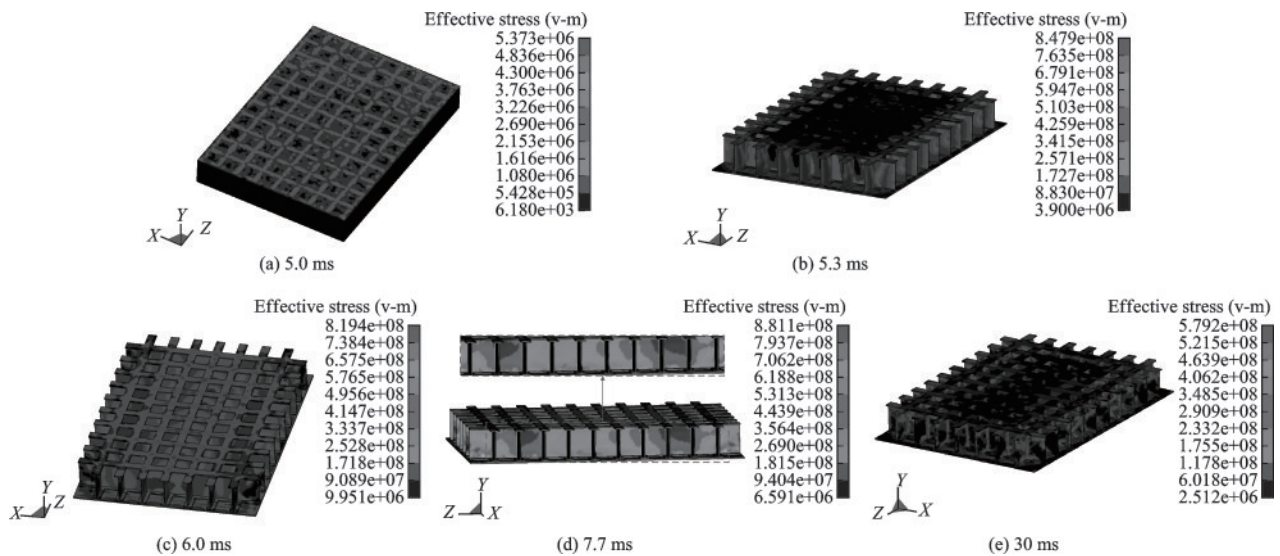 Effective stress (v-m)
5.373e+06
4.836e+06
4.300e+06
3.763e+06
3.226e+06
2.690e+06
2.153e+06
1.616e+06
1.080e+06
5.428e+05
6.180e+03
Y
X
Z
(a) 5.0 ms
Effective stress (v-m)
8.479e+08
7.635e+08
6.791e+08
5.947e+08
5.103e+08
4.259e+08
3.415e+08
2.571e+08
1.727e+08
8.830e+07
3.900e+06
Y
X
Z
(b) 5.3 ms
Effective stress (v-m)
8.194e+08
7.384e+08
6.575e+08
5.765e+08
4.956e+08
4.147e+08
3.337e+08
2.528e+08
1.718e+08
9.089e+07
9.951e+06
Y
X
Z
(c) 6.0 ms
Effective stress (v-m)
8.811e+08
7.937e+08
7.062e+08
6.188e+08
5.313e+08
4.439e+08
3.564e+08
2.690e+08
1.815e+08
9.404e+07
6.591e+06
Y
Z
X
(d) 7.7 ms
Effective stress (v-m)
5.792e+08
5.215e+08
4.639e+08
4.062e+08
3.485e+08
2.909e+08
2.332e+08
1.755e+08
1.178e+08
6.018e+07
2.512e+06
Y
Z
X
(e) 30 ms